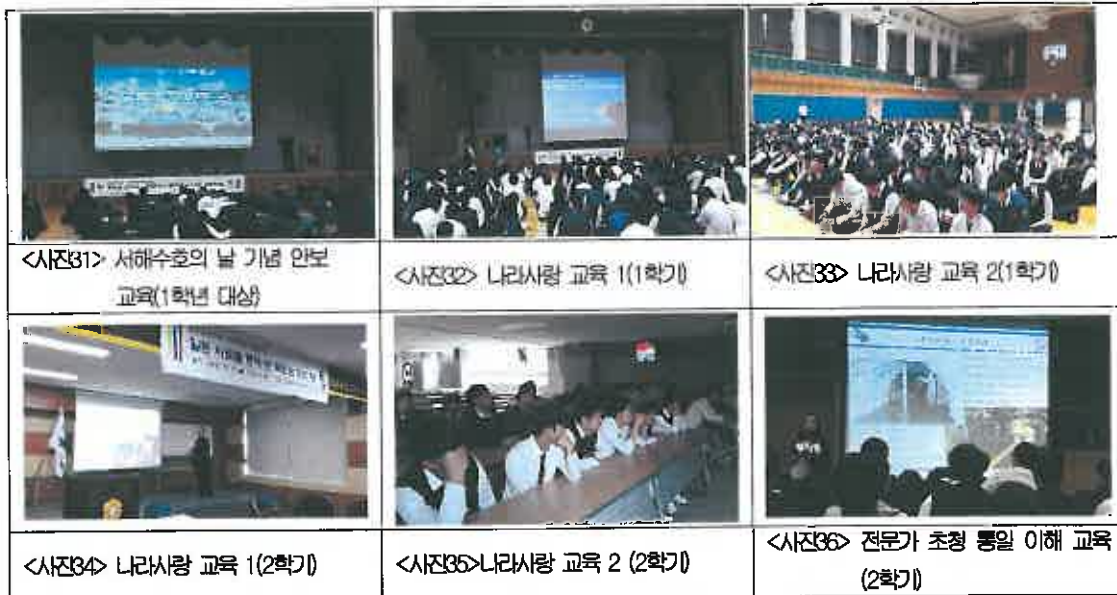 <사진31> 서해수호의 날 기념 안보
교육(1학년 대상)
<사진32> 나라사랑 교육 1(1학기)
<사진33> 나라사랑 교육 2(1학기)
<사진34> 나라사랑 교육 1(2학기)
<사진35>나라사랑 교육 2 (2학기)
<사진36> 전문가 초청 통일 이해 교육
(2학기)